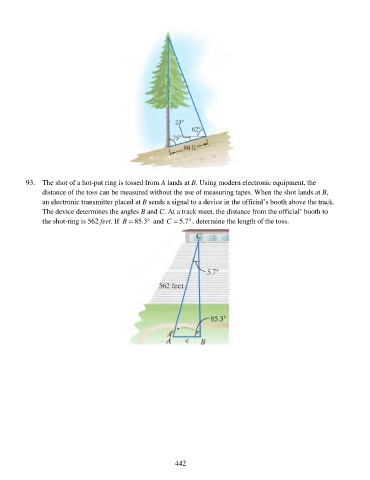 23°
62°
75°
80 ft
93. The shot of a hot-put ring is tossed from A lands at B. Using modern electronic equipment, the
distance of the toss can be measured without the use of measuring tapes. When the shot lands at B,
an electronic transmitter placed at B sends a signal to a device in the official's booth above the track.
The device determines the angles B and C. At a track meet, the distance from the official' booth to
the shot-ring is 562 feet. If B = 85.3° and C = 5.7°, determine the length of the toss.
C
5.7°
562 feet
85.3°
A c B
442